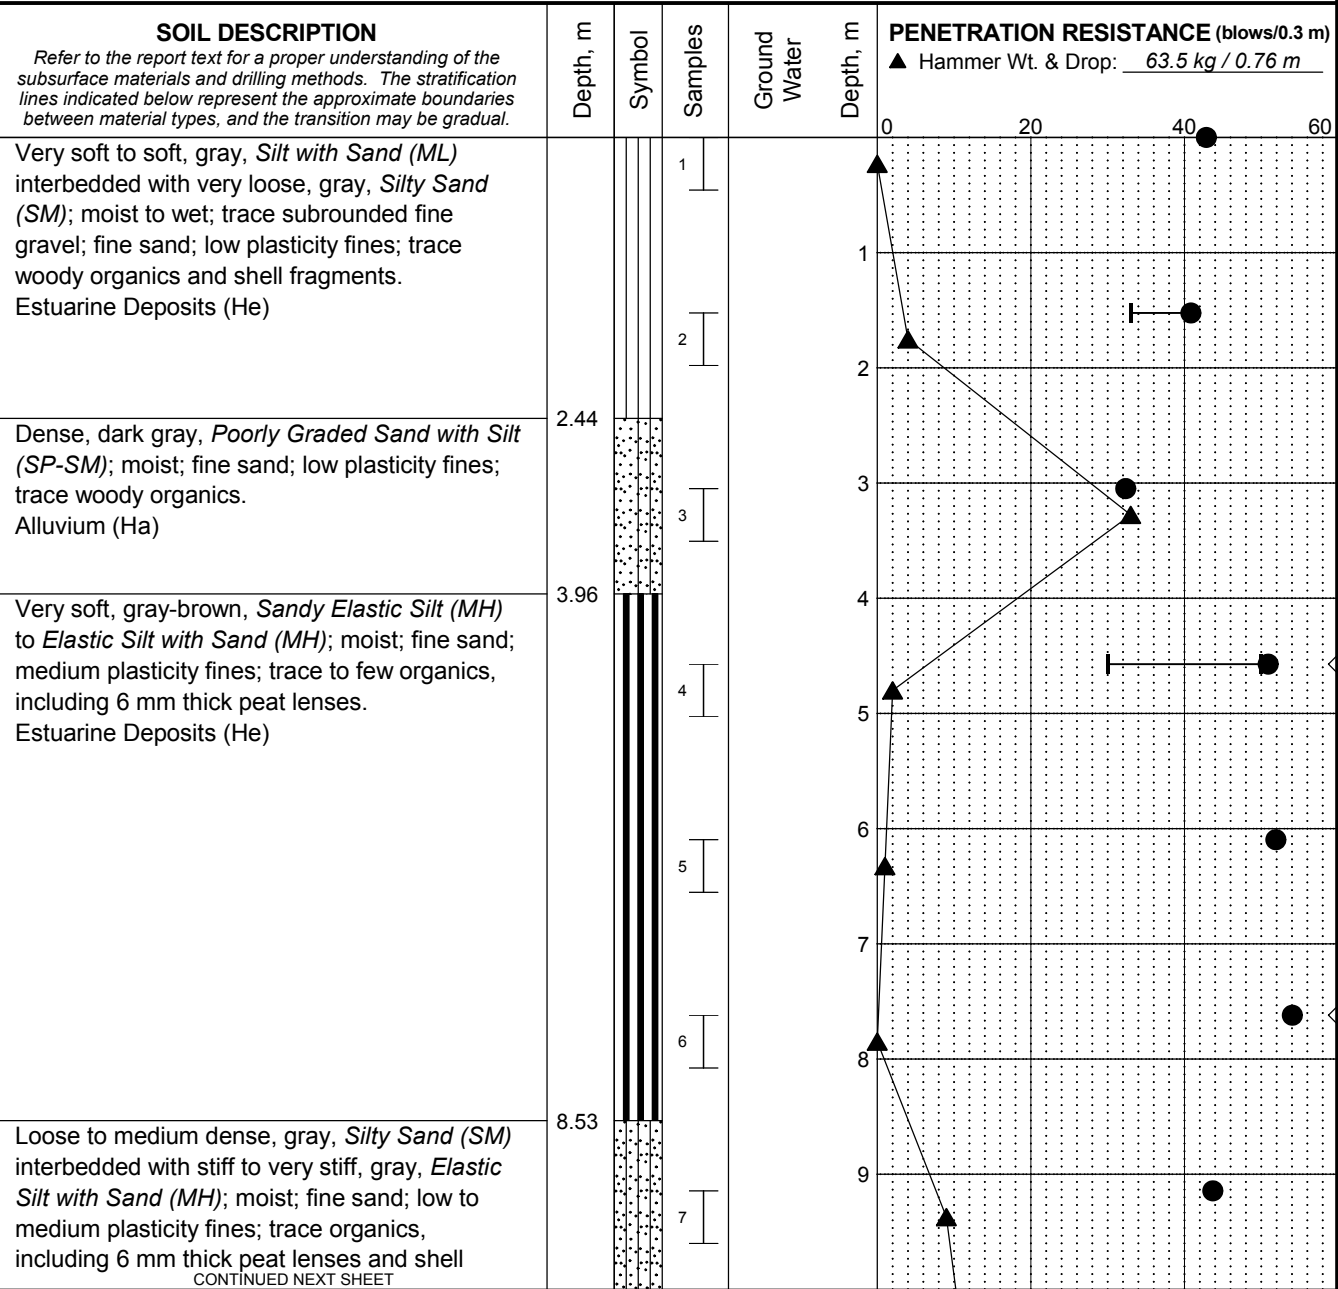 SOIL DESCRIPTION
Refer to the report text for a proper understanding of the
subsurface materials and drilling methods. The stratification
lines indicated below represent the approximate boundaries
between material types, and the transition may be gradual.
Depth, m
Symbol
Samples
Ground
Water
Depth, m
PENETRATION RESISTANCE (blows/0.3 m)
▲ Hammer Wt. & Drop: 63.5 kg / 0.76 m
0 20 40 60
Very soft to soft, gray, Silt with Sand (ML)
interbedded with very loose, gray, Silty Sand
(SM); moist to wet; trace subrounded fine
gravel; fine sand; low plasticity fines; trace
woody organics and shell fragments.
Estuarine Deposits (He)
1
1
2
2
2.44
Dense, dark gray, Poorly Graded Sand with Silt
(SP-SM); moist; fine sand; low plasticity fines;
trace woody organics.
Alluvium (Ha)
3
3
3.96
4
Very soft, gray-brown, Sandy Elastic Silt (MH)
to Elastic Silt with Sand (MH); moist; fine sand;
medium plasticity fines; trace to few organics,
including 6 mm thick peat lenses.
Estuarine Deposits (He)
4
5
6
5
7
6
8
8.53
Loose to medium dense, gray, Silty Sand (SM)
interbedded with stiff to very stiff, gray, Elastic
Silt with Sand (MH); moist; fine sand; low to
medium plasticity fines; trace organics,
including 6 mm thick peat lenses and shell
9
7
CONTINUED NEXT SHEET